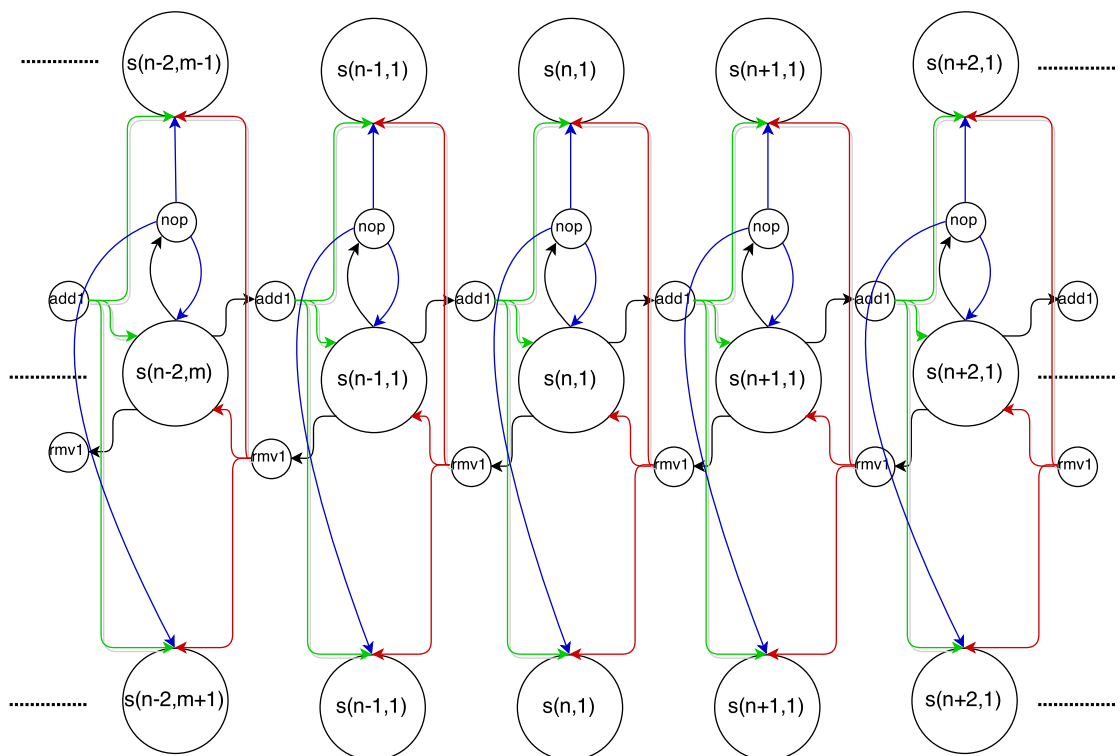 s(n-2,m-1)
s(n-1,1)
s(n,1)
s(n+1,1)
s(n+2,1)
nop
nop
nop
nop
nop
add1
add1
add1
add1
add1
add1
s(n-2,m)
s(n-1,1)
s(n,1)
s(n+1,1)
s(n+2,1)
rmv1
rmv1
rmv1
rmv1
rmv1
rmv1
s(n-2,m+1)
s(n-1,1)
s(n,1)
s(n+1,1)
s(n+2,1)